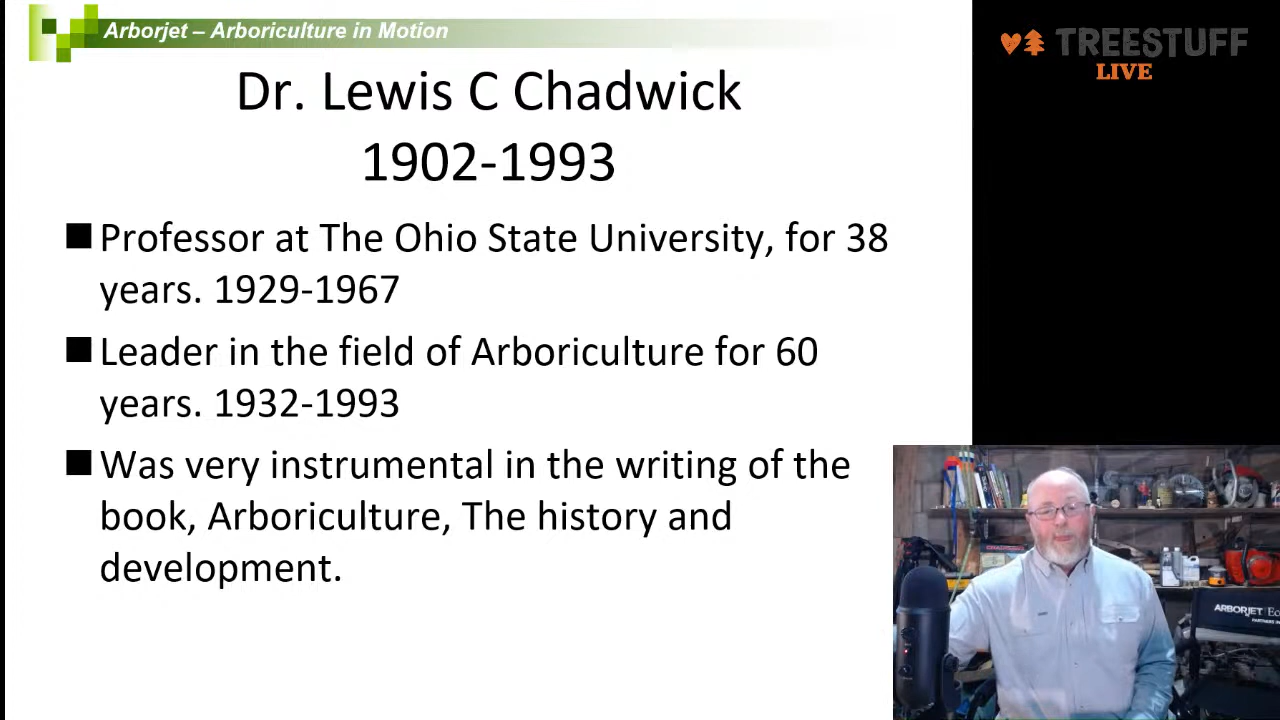 Arborjet – Arboriculture in Motion
TREESTUFF
LIVE
Dr. Lewis C Chadwick
1902-1993
Professor at The Ohio State University, for 38
years. 1929-1967
Leader in the field of Arboriculture for 60
years. 1932-1993
Was very instrumental in the writing of the
book, Arboriculture, The history and
development.
ARBORJET